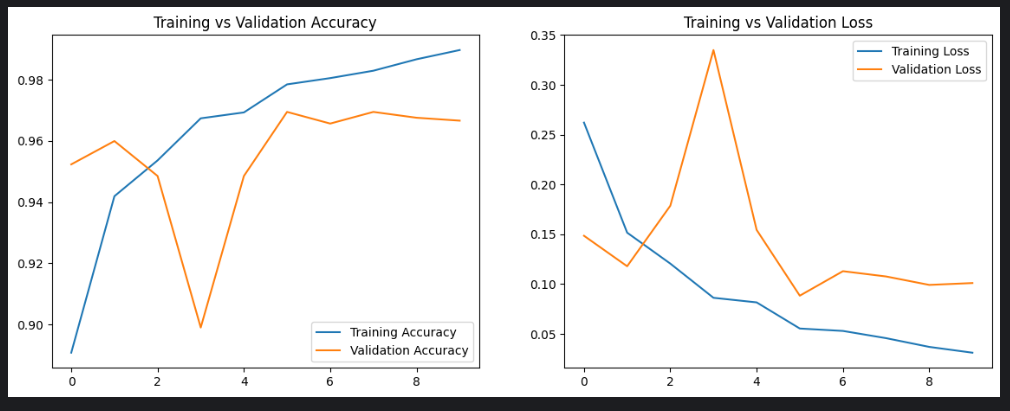 Training vs Validation Accuracy
0.98
0.96
0.94
0.92
0.90
Training Accuracy
Validation Accuracy
0 2 4 6 8
Training vs Validation Loss
0.35
0.30
0.25
0.20
0.15
0.10
0.05
Training Loss
Validation Loss
0 2 4 6 8